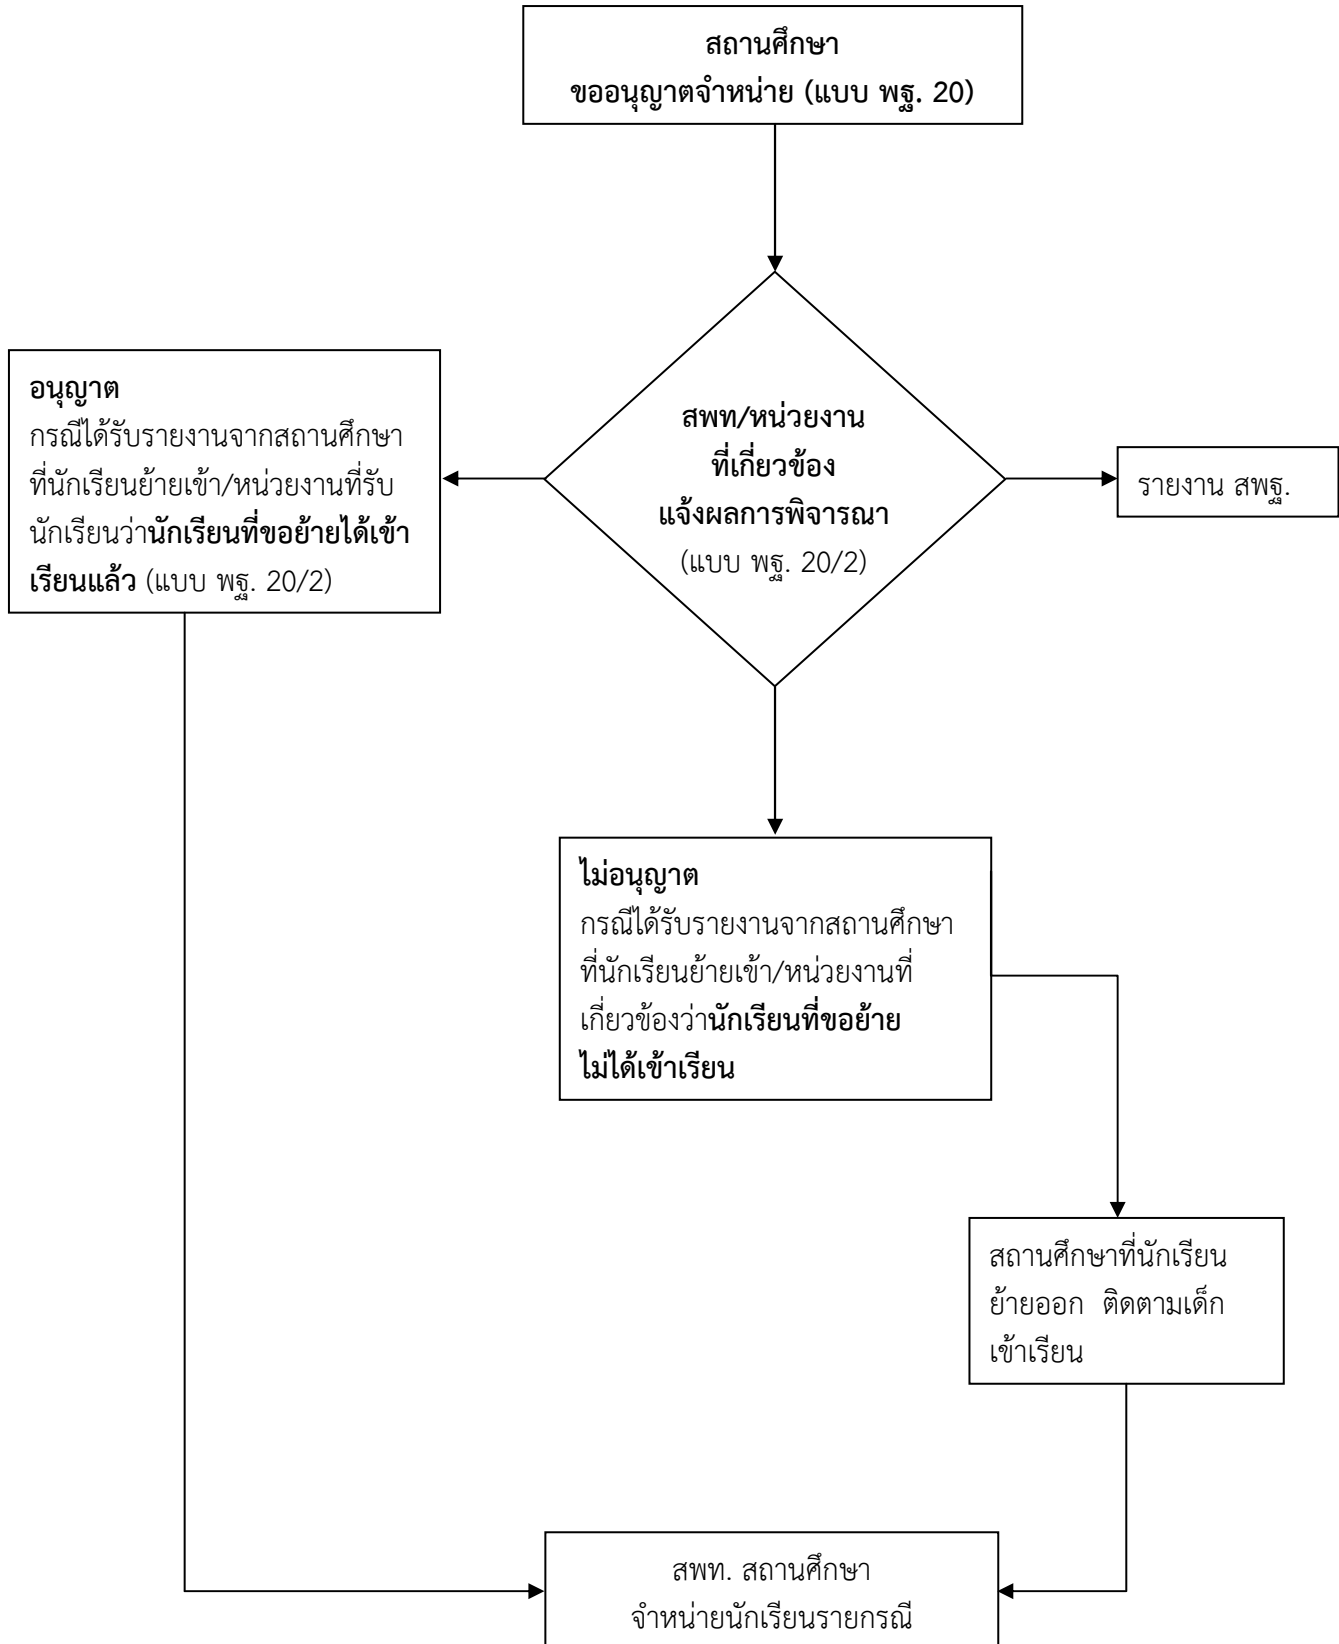 สถานศึกษา
ขออนุญาตจำหน่าย (แบบ พฐ. 20)
อนุญาต
กรณีได้รับรายงานจากสถานศึกษา
ที่นักเรียนย้ายเข้า/หน่วยงานที่รับ
นักเรียนว่านักเรียนที่ขอย้ายได้เข้า
เรียนแล้ว (แบบ พฐ. 20/2)
สพท/หน่วยงาน
ที่เกี่ยวข้อง
แจ้งผลการพิจารณา
(แบบ พฐ. 20/2)
รายงาน สพฐ.
ไม่อนุญาต
กรณีได้รับรายงานจากสถานศึกษา
ที่นักเรียนย้ายเข้า/หน่วยงานที่
เกี่ยวข้องว่านักเรียนที่ขอย้าย
ไม่ได้เข้าเรียน
สถานศึกษาที่นักเรียน
ย้ายออก  ติดตามเด็ก
เข้าเรียน
สพท. สถานศึกษา
จำหน่ายนักเรียนรายกรณี